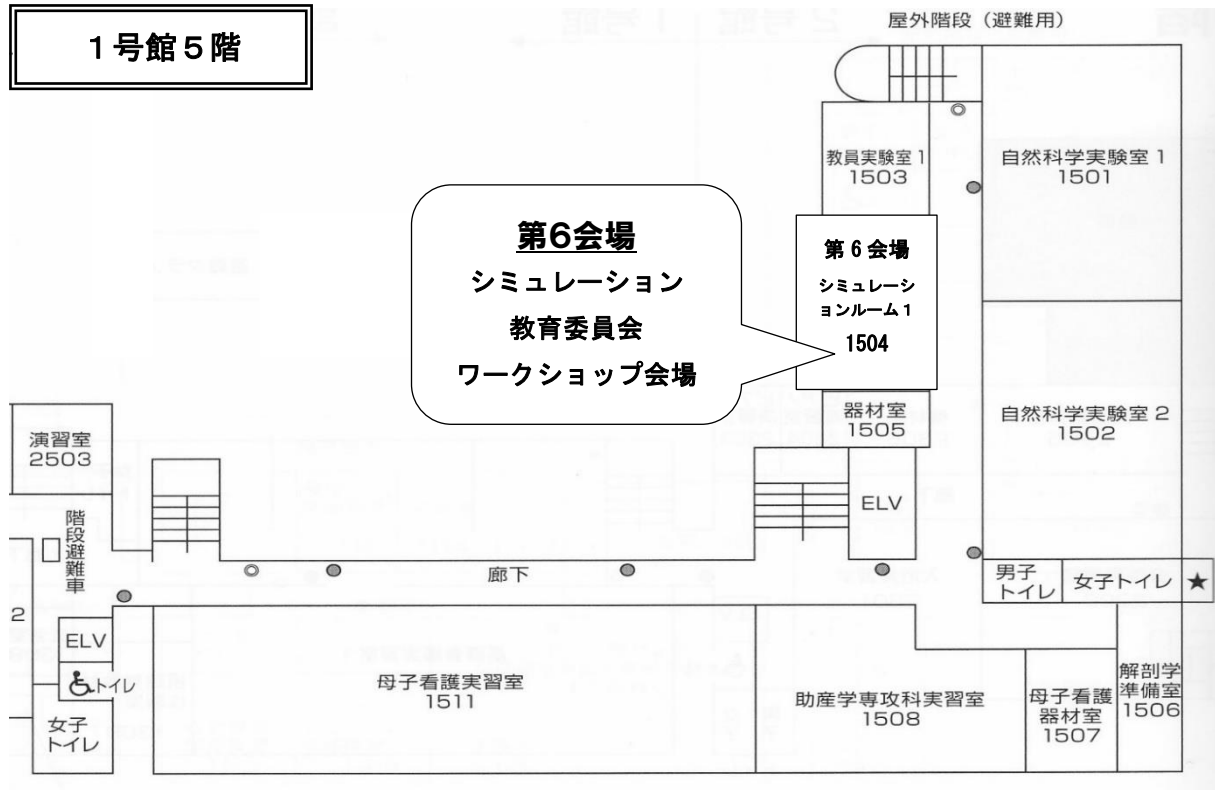 1号館5階
屋外階段（避難用）
教員実験室1
1503
自然科学実験室1
1501
第6会場
シミュレーション
教育委員会
ワークショップ会場
第6会場
シミュレーシ
ョンルーム1
1504
器材室
1505
自然科学実験室2
1502
演習室
2503
階段避難車
ELV
廊下
男子
トイレ
女子トイレ ★
2
ELV
トイレ
女子
トイレ
母子看護実習室
1511
助産学専攻科実習室
1508
母子看護
器材室
1507
解剖学
準備室
1506